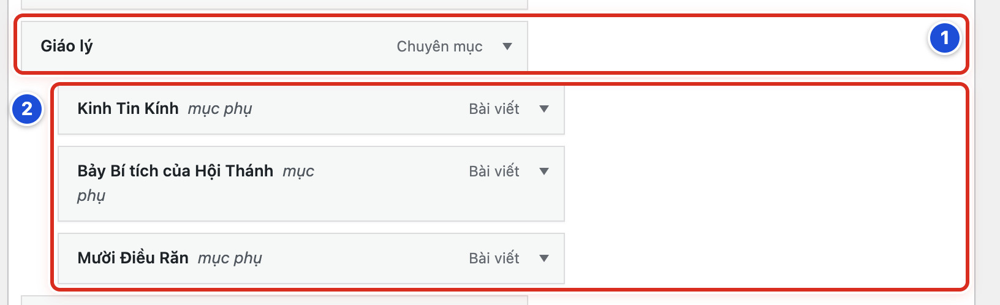 Giáo lý Chuyên mục
1
2
Kinh Tin Kính mục phụ Bài viết
Bảy Bí tích của Hội Thánh mục Bài viết
phụ
Mười Điều Răn mục phụ Bài viết